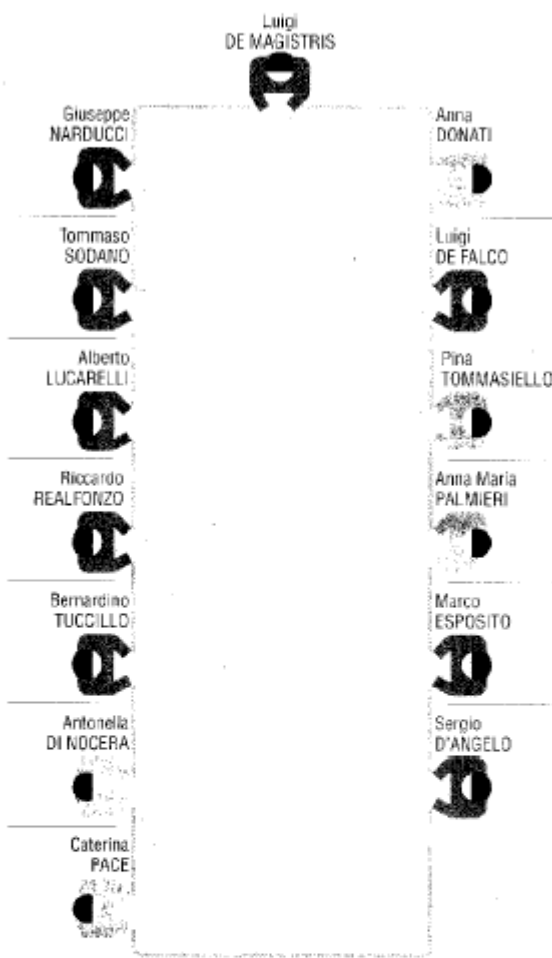 Luigi
DE MAGISTRIS
Giuseppe
NARDUCCI
Anna
DONATI
Tommaso
SODANO
Luigi
DE FALCO
Alberto
LUCARELLI
Pina
TOMMASIELLO
Riccardo
REALFONZO
Anna Maria
PALMIERI
Bernardino
TUCCILLO
Marco
ESPOSITO
Antonella
DI NOCERA
Sergio
D'ANGELO
Caterina
PACE